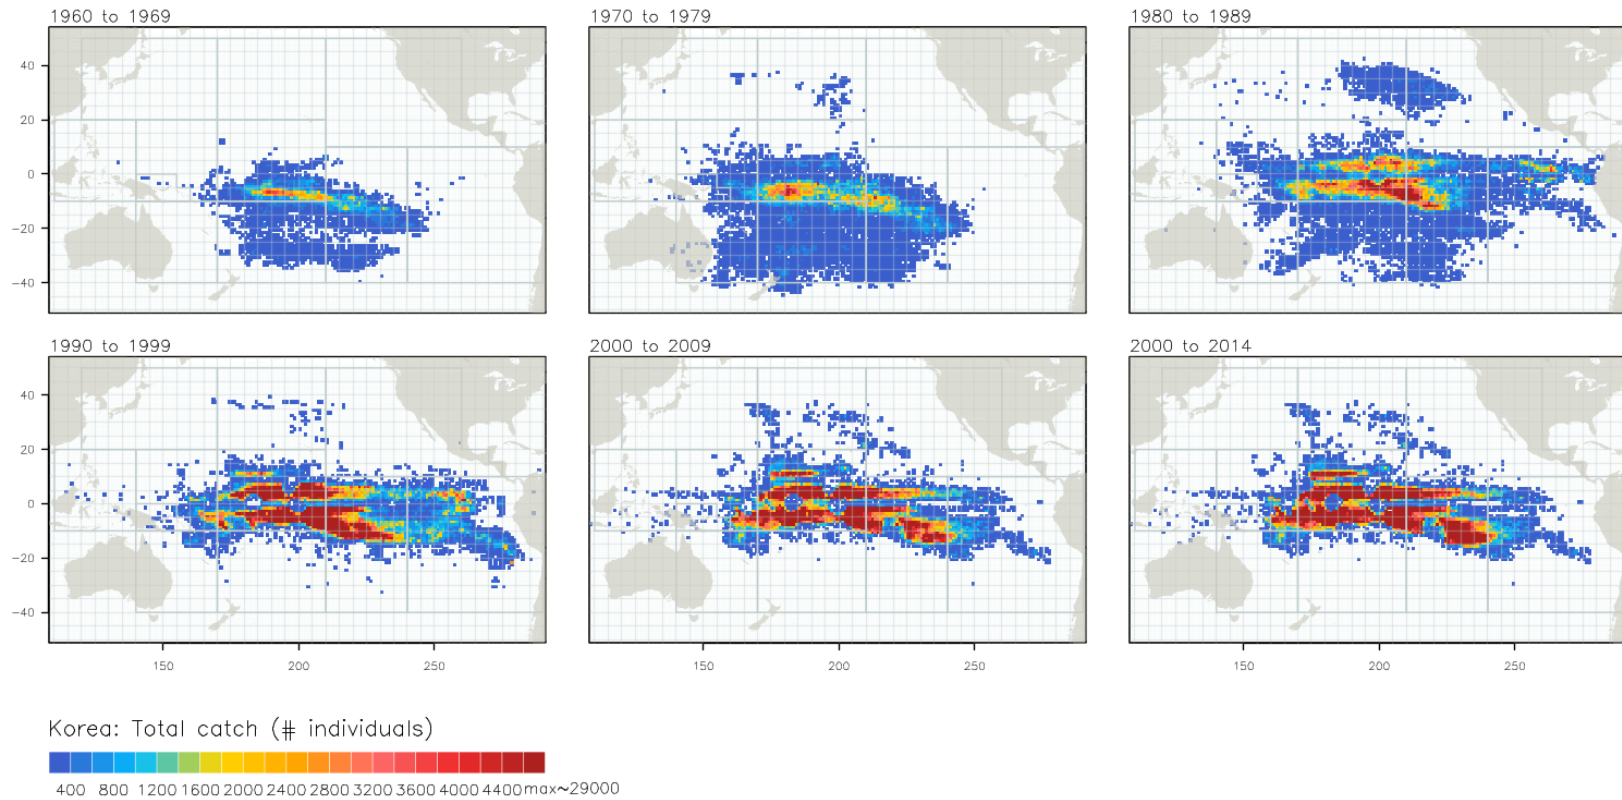 1960 to 1969
1970 to 1979
1980 to 1989
40
20
0
−20
−40
1990 to 1999
2000 to 2009
2000 to 2014
40
20
0
−20
−40
150 200 250
150 200 250
150 200 250
Korea: Total catch (# individuals)
400 800 1200 1600 2000 2400 2800 3200 3600 4000 4400 max~29000